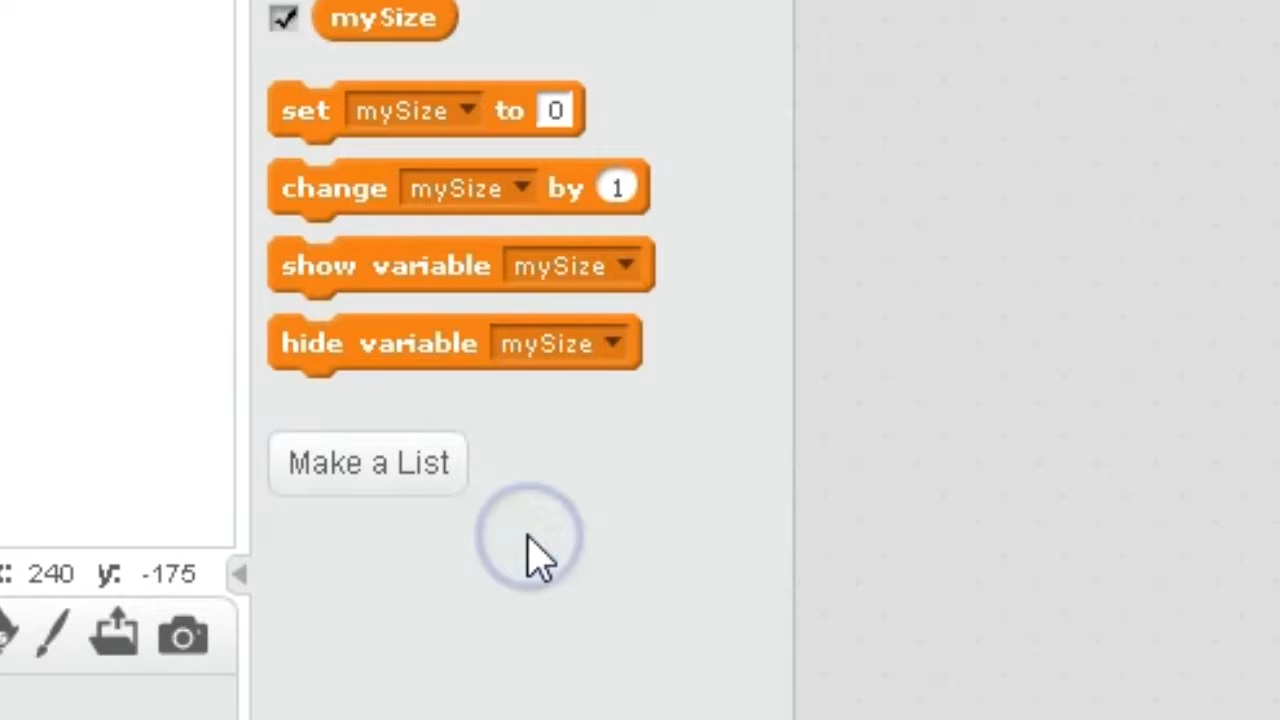 mySize
set mySize to 0
change mySize by 1
show variable mySize
hide variable mySize
Make a List
: 240 y: -175